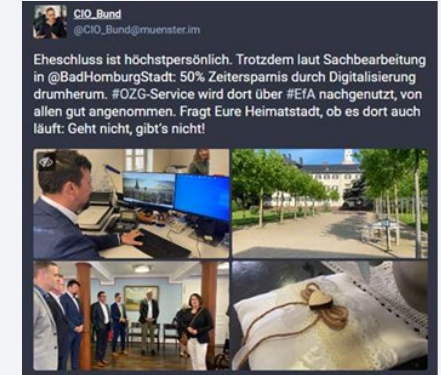 CIO_Bund
@CIO_Bund@muenster.im
Eheschluss ist höchstpersönlich. Trotzdem laut Sachbearbeitung
in @BadHomburgStadt: 50% Zeitersparnis durch Digitalisierung
drumherum. #OZG-Service wird dort über #EfA nachgenutzt, von
allen gut angenommen. Fragt Eure Heimatstadt, ob es dort auch
läuft: Geht nicht, gibt's nicht!